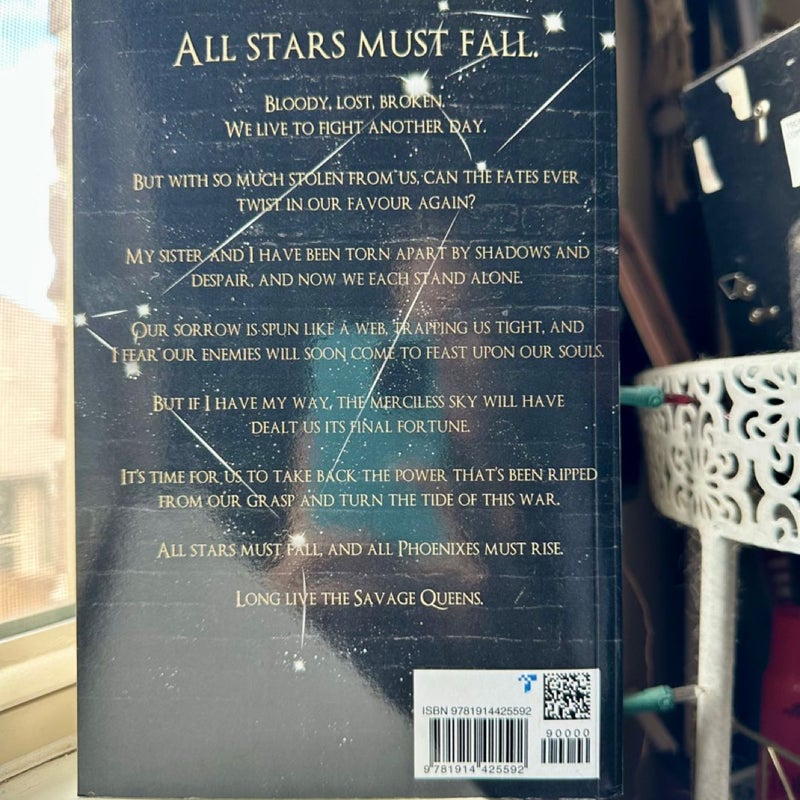 ALL STARS MUST FALL.
BLOODY, LOST, BROKEN.
WE LIVE TO FIGHT ANOTHER DAY.
BUT WITH SO MUCH STOLEN FROM US, CAN THE FATES EVER
TWIST IN OUR FAVOUR AGAIN?
MY SISTER AND I HAVE BEEN TORN APART BY SHADOWS AND
DESPAIR, AND NOW WE EACH STAND ALONE.
OUR SORROW IS SPUN LIKE A WEB, TRAPPING US TIGHT, AND
I FEAR OUR ENEMIES WILL SOON COME TO FEAST UPON OUR SOULS.
BUT IF I HAVE MY WAY, THE MERCILESS SKY WILL HAVE
DEALT US ITS FINAL FORTUNE.
IT'S TIME FOR US TO TAKE BACK THE POWER THAT'S BEEN RIPPED
FROM OUR GRASP AND TURN THE TIDE OF THIS WAR.
ALL STARS MUST FALL, AND ALL PHOENIXES MUST RISE.
LONG LIVE THE SAVAGE QUEENS.
ISBN 9781914425592
90000
9 781914 425592